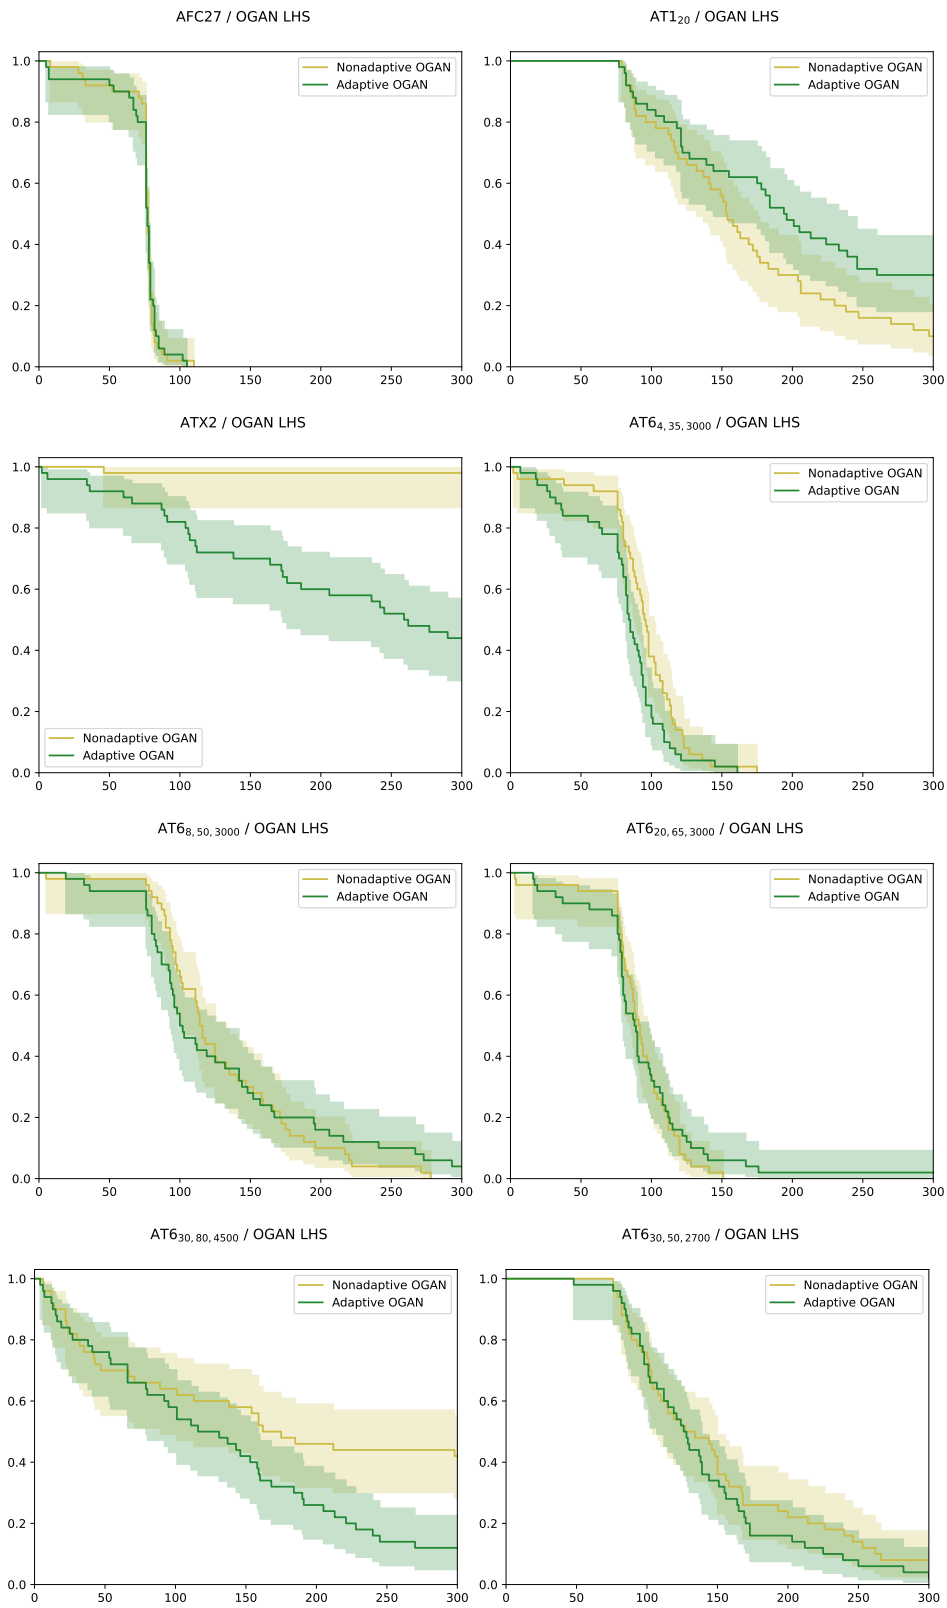 AFC27 / OGAN LHS
1.0
0.8
0.6
0.4
0.2
0.0
0 50 100 150 200 250 300
Nonadaptive OGAN
Adaptive OGAN
AT1₂₀ / OGAN LHS
1.0
0.8
0.6
0.4
0.2
0.0
0 50 100 150 200 250 300
Nonadaptive OGAN
Adaptive OGAN
ATX2 / OGAN LHS
1.0
0.8
0.6
0.4
0.2
0.0
0 50 100 150 200 250 300
Nonadaptive OGAN
Adaptive OGAN
AT6₄,₃₅,₃₀₀₀ / OGAN LHS
1.0
0.8
0.6
0.4
0.2
0.0
0 50 100 150 200 250 300
Nonadaptive OGAN
Adaptive OGAN
AT6₈,₅₀,₃₀₀₀ / OGAN LHS
1.0
0.8
0.6
0.4
0.2
0.0
0 50 100 150 200 250 300
Nonadaptive OGAN
Adaptive OGAN
AT6₂₀,₆₅,₃₀₀₀ / OGAN LHS
1.0
0.8
0.6
0.4
0.2
0.0
0 50 100 150 200 250 300
Nonadaptive OGAN
Adaptive OGAN
AT6₃₀,₈₀,₄₅₀₀ / OGAN LHS
1.0
0.8
0.6
0.4
0.2
0.0
0 50 100 150 200 250 300
Nonadaptive OGAN
Adaptive OGAN
AT6₃₀,₅₀,₂₇₀₀ / OGAN LHS
1.0
0.8
0.6
0.4
0.2
0.0
0 50 100 150 200 250 300
Nonadaptive OGAN
Adaptive OGAN